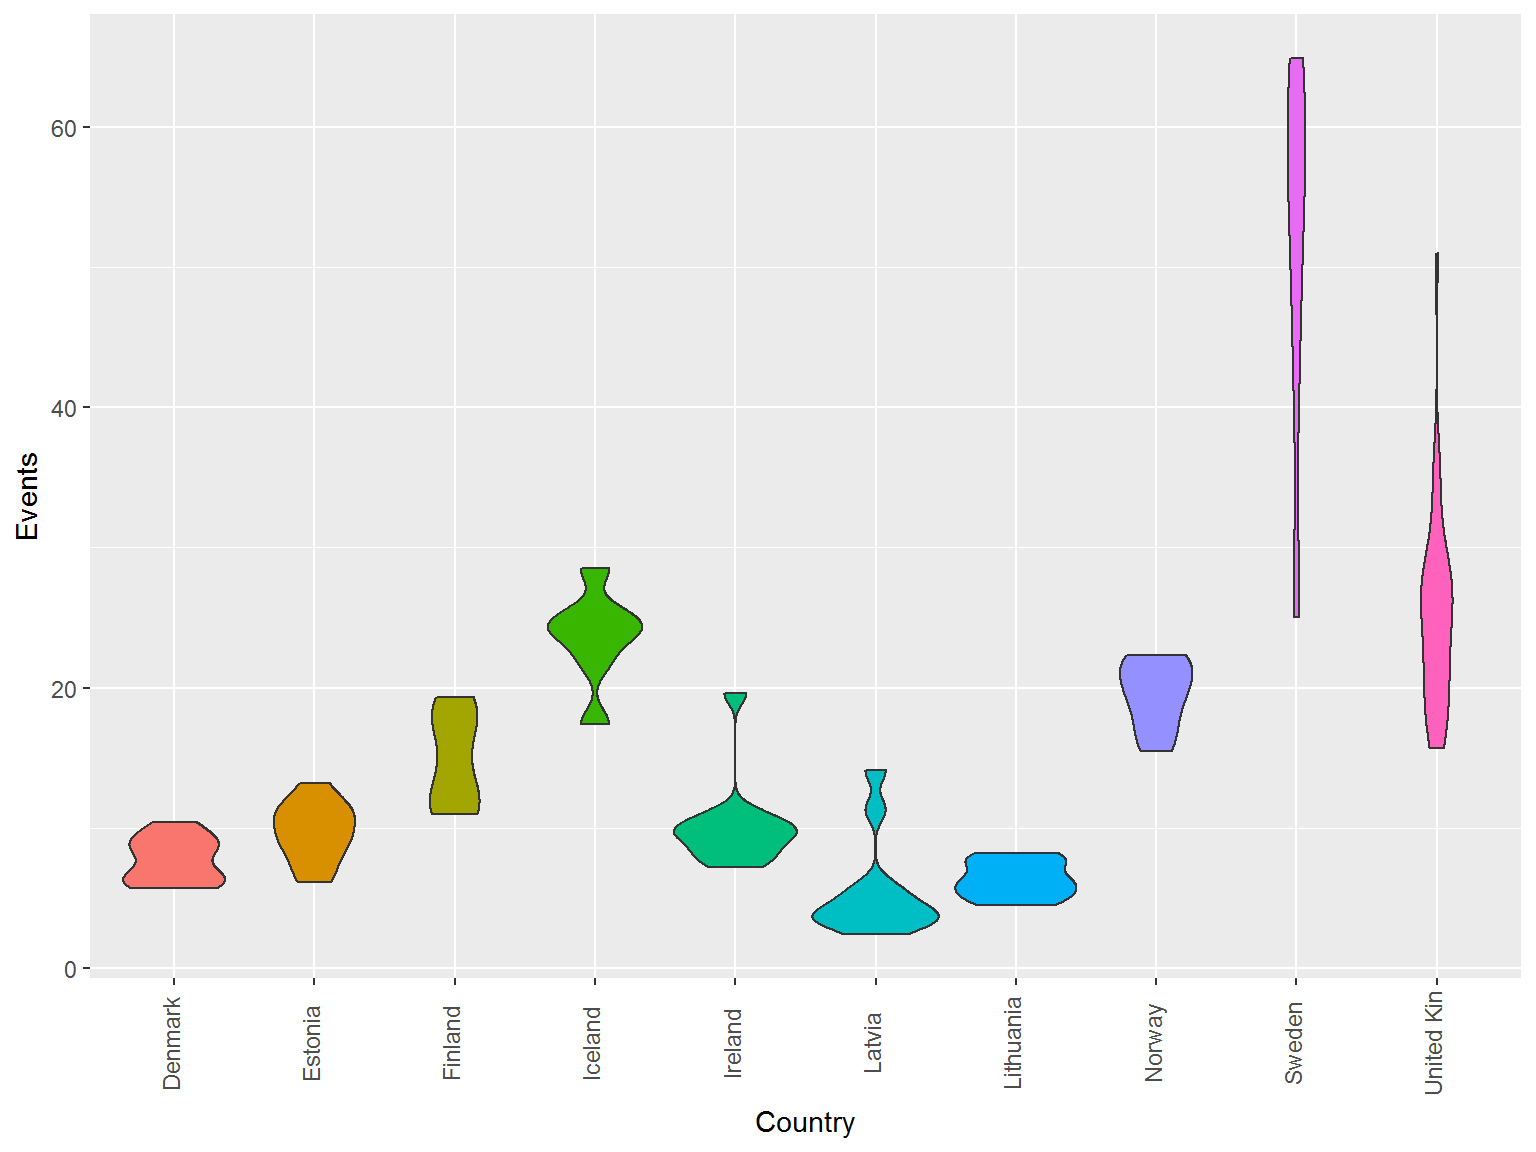 Events
60
40
20
0
Denmark
Estonia
Finland
Iceland
Ireland
Latvia
Lithuania
Norway
Sweden
United Kin
Country